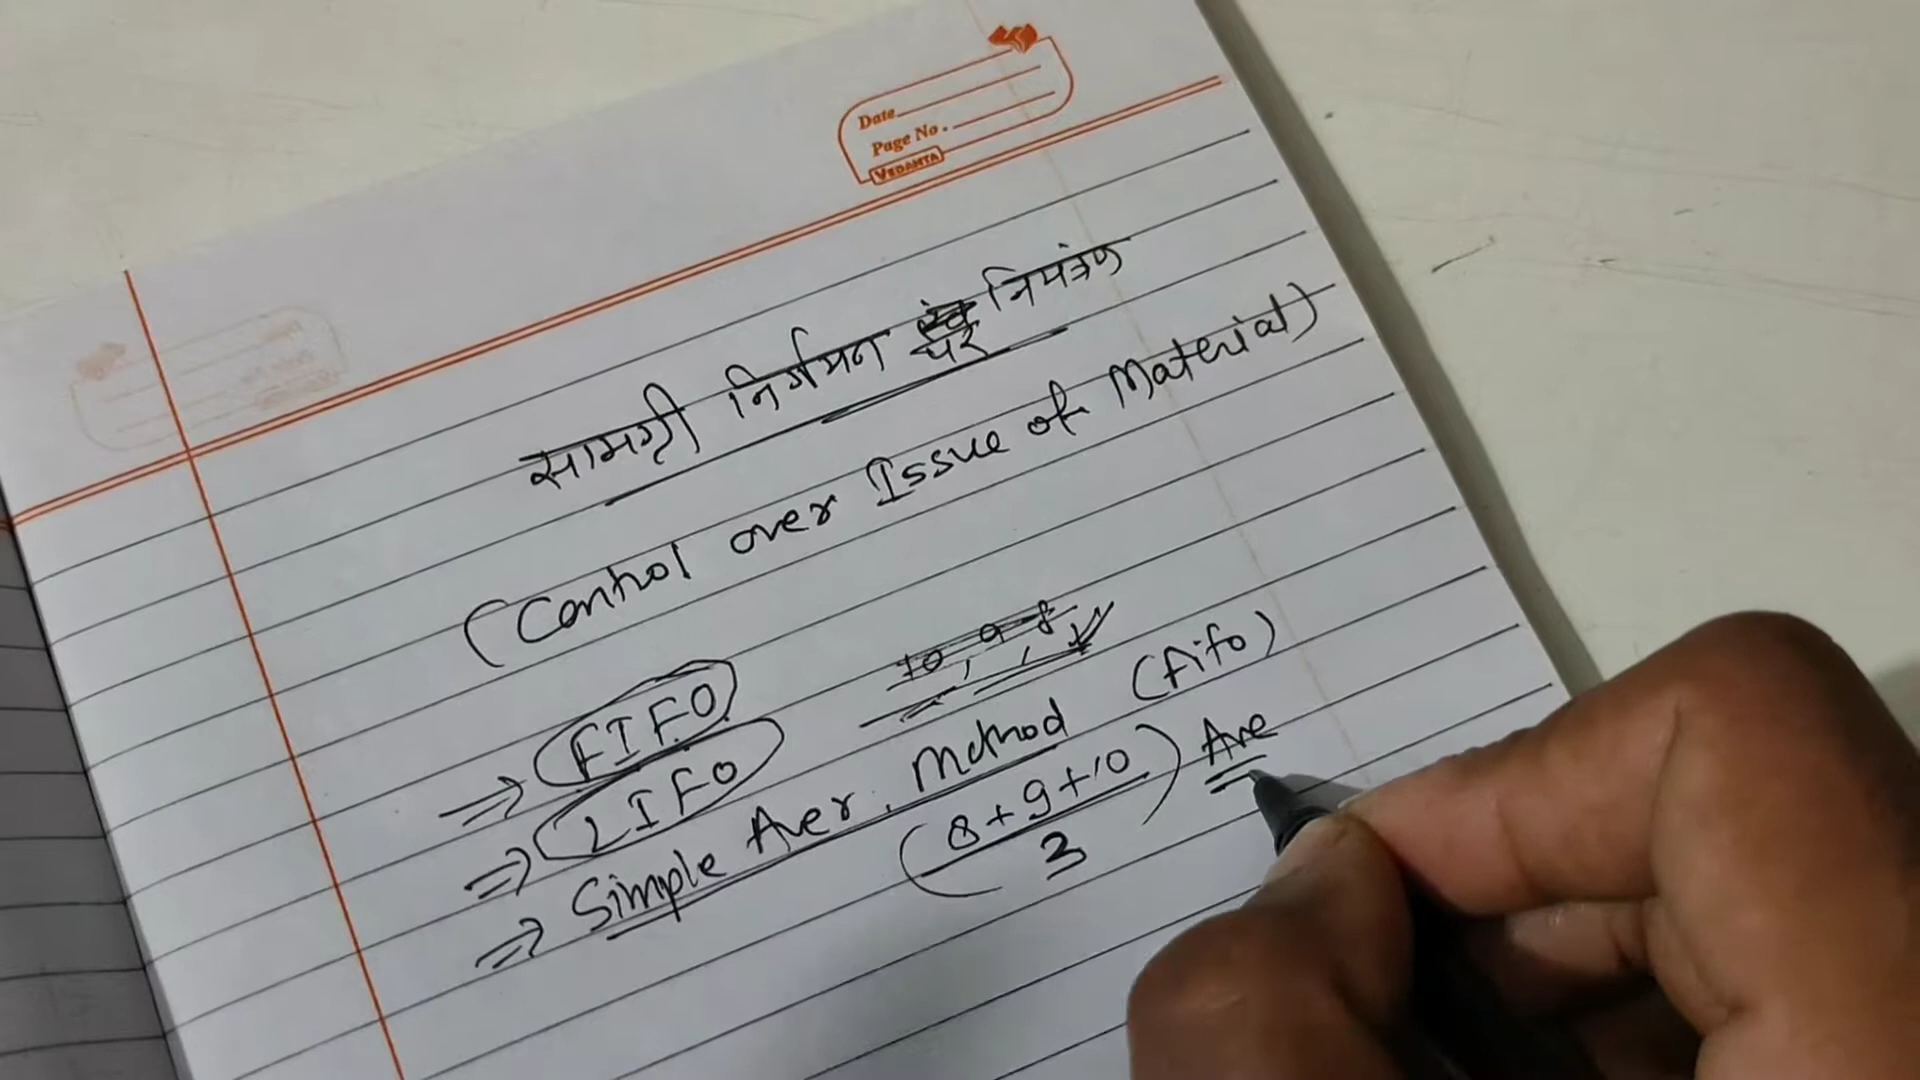 Date
Page No.
VEDANTA
सामग्री निर्गमन पर नियंत्रण
(Control over Issue of Material)
10, 9, 8
⇒ FIFO
⇒ LIFO
⇒ Simple Aver. Method (fifo)
(8+9+10) Ave
3